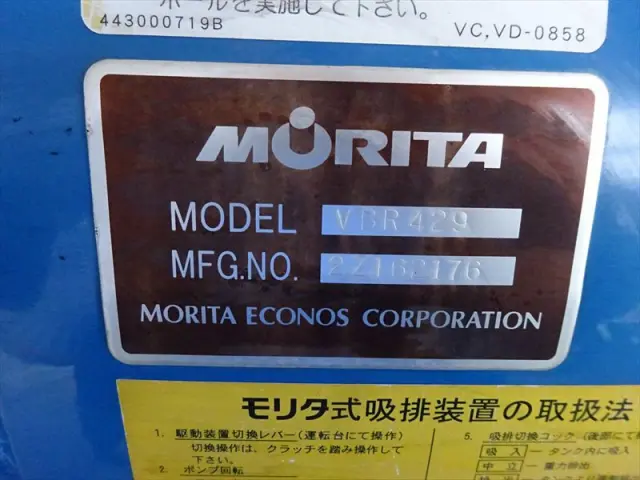 ボールを実施して下さい。
443000719B
VC,VD-0858
MORITA
MODEL VBR429
MFG.NO. 2Z162176
MORITA ECONOS CORPORATION
モリタ式吸排装置の取扱法
1. 駆動装置切換レバー(運転台にて操作)
切換操作は、クラッチを踏み操作して
下さい。
2. ポンプ回転
5. 吸排切換コック(後部にて
吸入 ─ タンク内に吸入
中立 ─ 重力排出